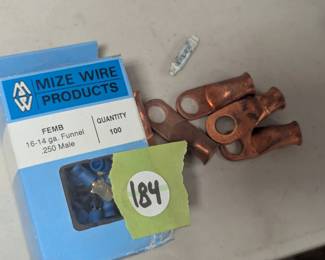 MW
MIZE WIRE
PRODUCTS
FEMB
16-14 ga. Funnel
.250 Male
QUANTITY
100
184